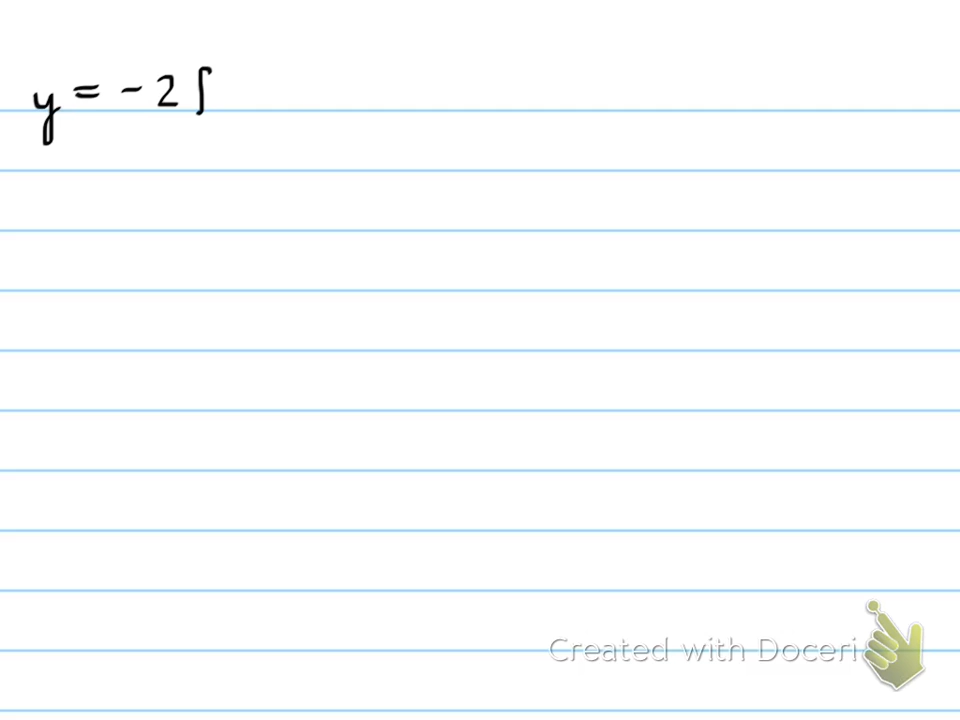 y = - 2 ∫
Created with Doceri